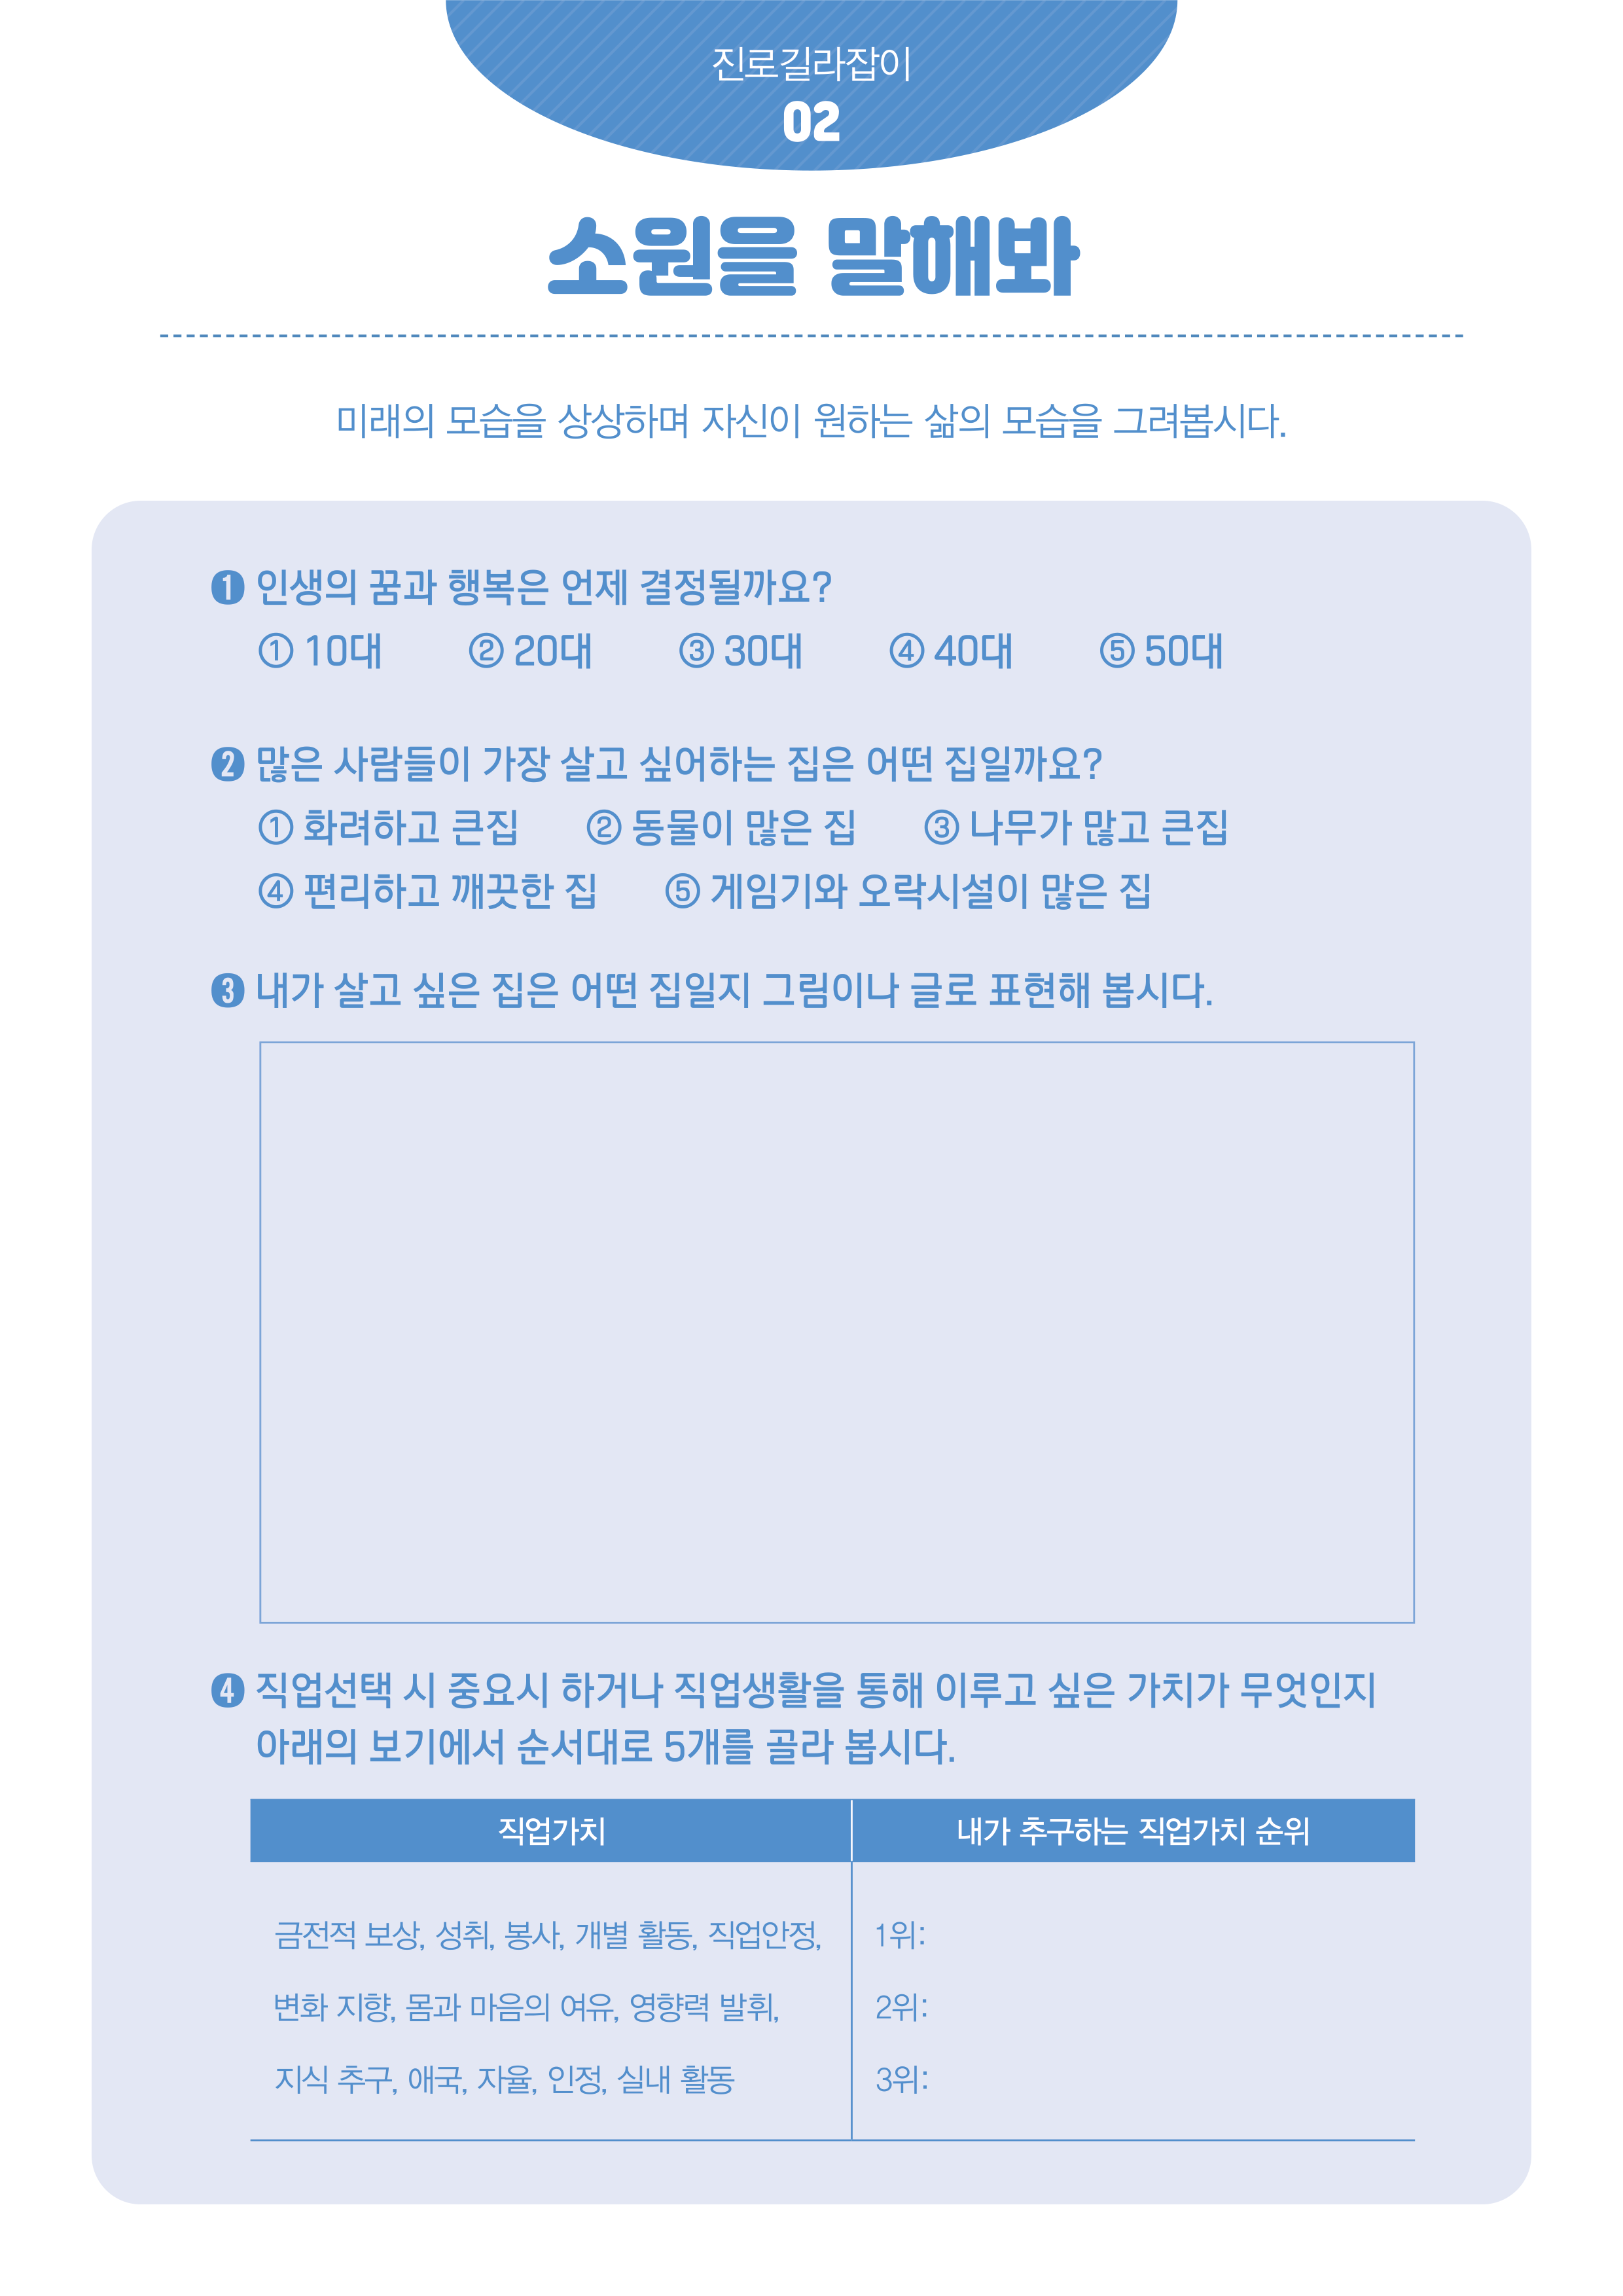 진로길라잡이
02
소원을 말해봐
미래의 모습을 상상하며 자신이 원하는 삶의 모습을 그려봅시다.
❶ 인생의 꿈과 행복은 언제 결정될까요?
① 10대 ② 20대 ③ 30대 ④ 40대 ⑤ 50대
❷ 많은 사람들이 가장 살고 싶어하는 집은 어떤 집일까요?
① 화려하고 큰집 ② 동물이 많은 집 ③ 나무가 많고 큰집
④ 편리하고 깨끗한 집 ⑤ 게임기와 오락시설이 많은 집
❸ 내가 살고 싶은 집은 어떤 집일지 그림이나 글로 표현해 봅시다.
❹ 직업선택 시 중요시 하거나 직업생활을 통해 이루고 싶은 가치가 무엇인지
아래의 보기에서 순서대로 5개를 골라 봅시다.
직업가치 내가 추구하는 직업가치 순위
금전적 보상, 성취, 봉사, 개별 활동, 직업안정, 1위:
변화 지향, 몸과 마음의 여유, 영향력 발휘, 2위:
지식 추구, 애국, 자율, 인정, 실내 활동 3위: